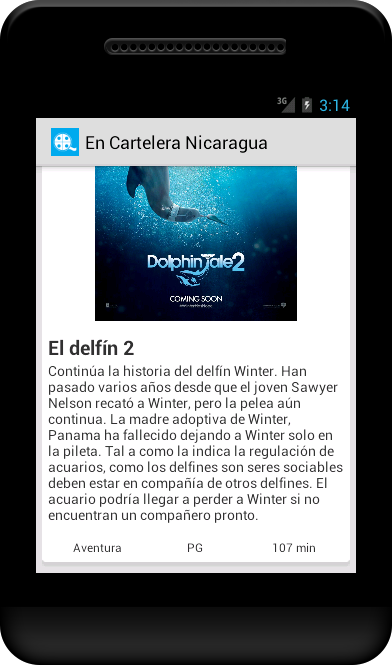 3G 3:14
En Cartelera Nicaragua
Dolphin Tale 2
COMING SOON
El delfín 2
Continúa la historia del delfín Winter. Han
pasado varios años desde que el joven Sawyer
Nelson recató a Winter, pero la pelea aún
continua. La madre adoptiva de Winter,
Panama ha fallecido dejando a Winter solo en
la pileta. Tal a como la indica la regulación de
acuarios, como los delfines son seres sociables
deben estar en compañía de otros delfines. El
acuario podría llegar a perder a Winter si no
encuentran un compañero pronto.
Aventura PG 107 min